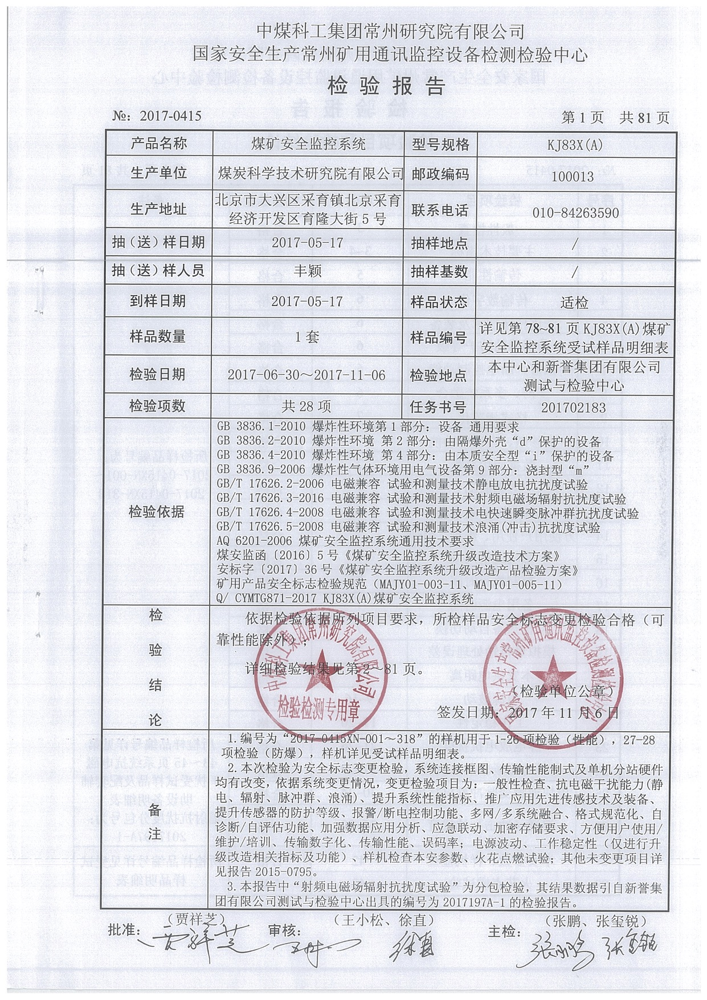 中煤科工集团常州研究院有限公司
国家安全生产常州矿用通讯监控设备检测检验中心
检验报告
№：2017-0415
第 1 页 共 81 页
产品名称 煤矿安全监控系统 型号规格 KJ83X(A)
生产单位 煤炭科学技术研究院有限公司 邮政编码 100013
生产地址 北京市大兴区采育镇北京采育
经济开发区育隆大街 5 号 联系电话 010-84263590
抽（送）样日期 2017-05-17 抽样地点 /
抽（送）样人员 丰颖 抽样基数 /
到样日期 2017-05-17 样品状态 适检
样品数量 1 套 样品编号 详见第 78~81 页 KJ83X(A)煤矿
安全监控系统受试样品明细表
检验日期 2017-06-30～2017-11-06 检验地点 本中心和新誉集团有限公司
测试与检验中心
检验项数 共 28 项 任务书号 201702183
检验依据
GB 3836.1-2010 爆炸性环境第 1 部分：设备 通用要求
GB 3836.2-2010 爆炸性环境 第 2 部分：由隔爆外壳“d”保护的设备
GB 3836.4-2010 爆炸性环境 第 4 部分：由本质安全型“i”保护的设备
GB 3836.9-2006 爆炸性气体环境用电气设备第 9 部分：浇封型“m”
GB/T 17626.2-2006 电磁兼容 试验和测量技术静电放电抗扰度试验
GB/T 17626.3-2016 电磁兼容 试验和测量技术射频电磁场辐射抗扰度试验
GB/T 17626.4-2008 电磁兼容 试验和测量技术电快速瞬变脉冲群抗扰度试验
GB/T 17626.5-2008 电磁兼容 试验和测量技术浪涌(冲击)抗扰度试验
AQ 6201-2006 煤矿安全监控系统通用技术要求
煤安监函〔2016〕5 号《煤矿安全监控系统升级改造技术方案》
安标字〔2017〕36 号《煤矿安全监控系统升级改造产品检验方案》
矿用产品安全标志检验规范（MAJY01-003-11、MAJY01-005-11）
Q/ CYMTG871-2017 KJ83X(A)煤矿安全监控系统
检验结论
依据检验依据所列项目要求，所检样品安全标志变更检验合格（可
靠性能除外）；
详细检验结果见第 2～81 页。
（检验单位公章）
签发日期：2017 年 11 月 6 日
中煤科工集团常州研究院有限公司
检验检测专用章
国家安全生产常州矿用通讯监控设备检测检验中心
备注
1.编号为“2017-0415XN-001～318”的样机用于 1-26 项检验（性能），27-28
项检验（防爆），样机详见受试样品明细表。
2.本次检验为安全标志变更检验，系统连接框图、传输性能制式及单机分站硬件
均有改变，依据系统变更情况，变更检验项目为：一般性检查、抗电磁干扰能力(静
电、辐射、脉冲群、浪涌)、提升系统性能指标、推广应用先进传感技术及装备、
提升传感器的防护等级、报警/断电控制功能、多网/多系统融合、格式规范化、自
诊断/自评估功能、加强数据应用分析、应急联动、加密存储要求、方便用户使用/
维护/培训、传输数字化、传输性能、误码率；电源波动、工作稳定性（仅进行升
级改造相关指标及功能）、样机检查本安参数、火花点燃试验；其他未变更项目详
见报告 2015-0795。
3.本报告中“射频电磁场辐射抗扰度试验”为分包检验，其结果数据引自新誉集
团有限公司测试与检验中心出具的编号为 2017197A-1 的检验报告。
（贾祥芝） （王小松、徐直） （张鹏、张玺锐）
批准： 贾祥芝 审核： 徐直 主检： 张鹏 张玺锐